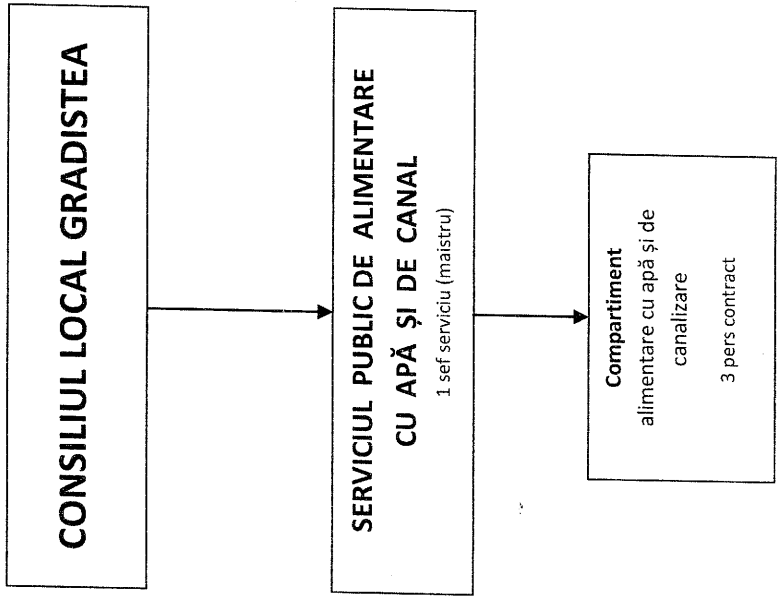 CONSILIUL LOCAL GRADISTEA
SERVICIUL PUBLIC DE ALIMENTARE
CU APĂ ȘI DE CANAL
1 sef serviciu (maistru)
Compartiment
alimentare cu apă și de
canalizare
3 pers contract